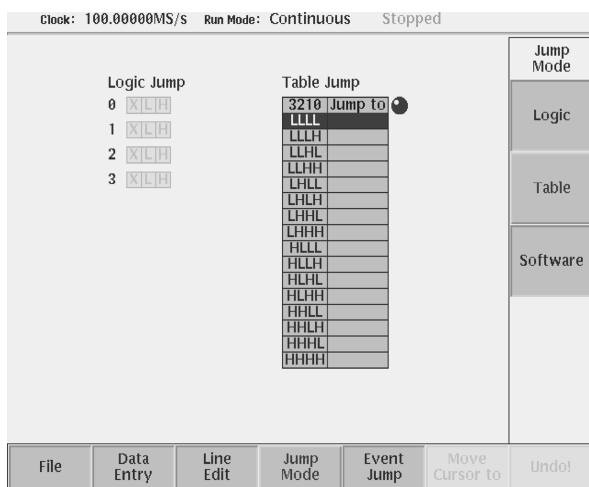 Clock: 100.00000MS/s Run Mode: Continuous Stopped
Jump Mode
Logic
Table
Software
Logic Jump
0 X L H
1 X L H
2 X L H
3 X L H
Table Jump
3210 Jump to
LLLL
LLLH
LLHL
LLHH
LHLL
LHLH
LHHL
LHHH
HLLL
HLLH
HLHL
HLHH
HHLL
HHLH
HHHL
HHHH
File
Data Entry
Line Edit
Jump Mode
Event Jump
Move Cursor to
Undo!